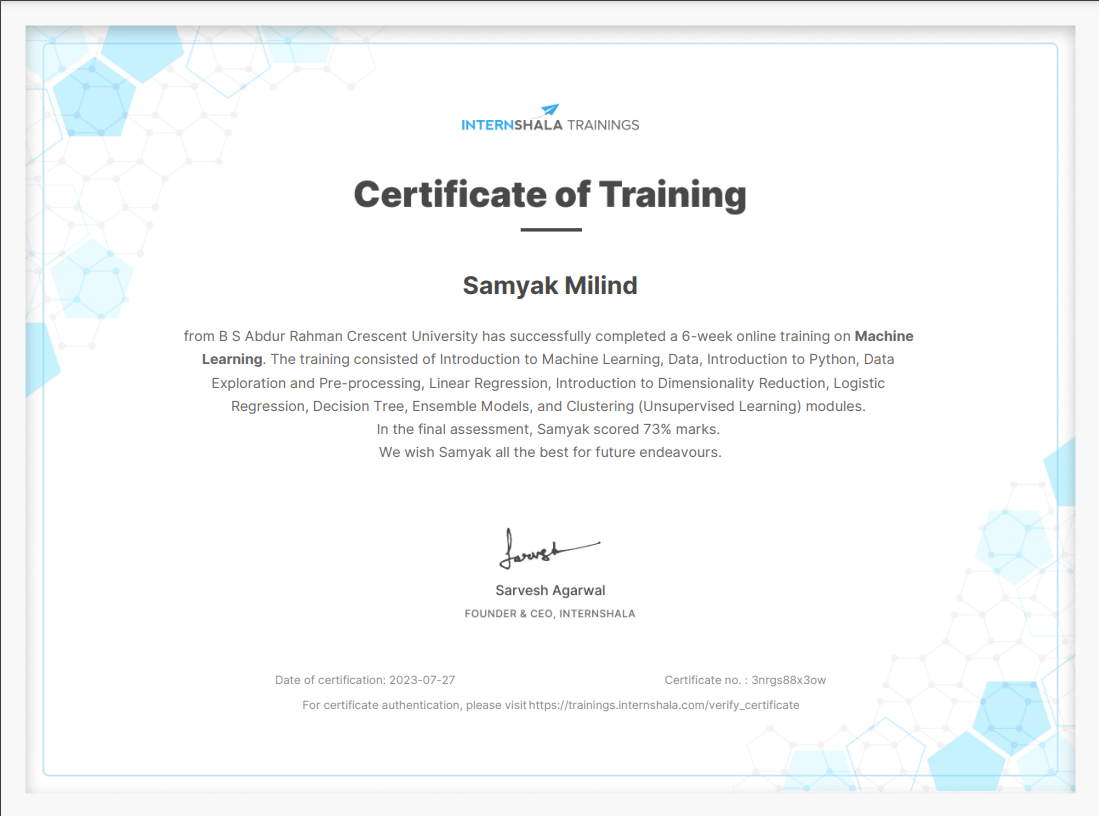 INTERNSHALA TRAININGS
Certificate of Training
Samyak Milind
from B S Abdur Rahman Crescent University has successfully completed a 6-week online training on Machine
Learning. The training consisted of Introduction to Machine Learning, Data, Introduction to Python, Data
Exploration and Pre-processing, Linear Regression, Introduction to Dimensionality Reduction, Logistic
Regression, Decision Tree, Ensemble Models, and Clustering (Unsupervised Learning) modules.
In the final assessment, Samyak scored 73% marks.
We wish Samyak all the best for future endeavours.
Sarvesh
Sarvesh Agarwal
FOUNDER & CEO, INTERNSHALA
Date of certification: 2023-07-27 Certificate no. : 3nrgs88x3ow
For certificate authentication, please visit https://trainings.internshala.com/verify_certificate